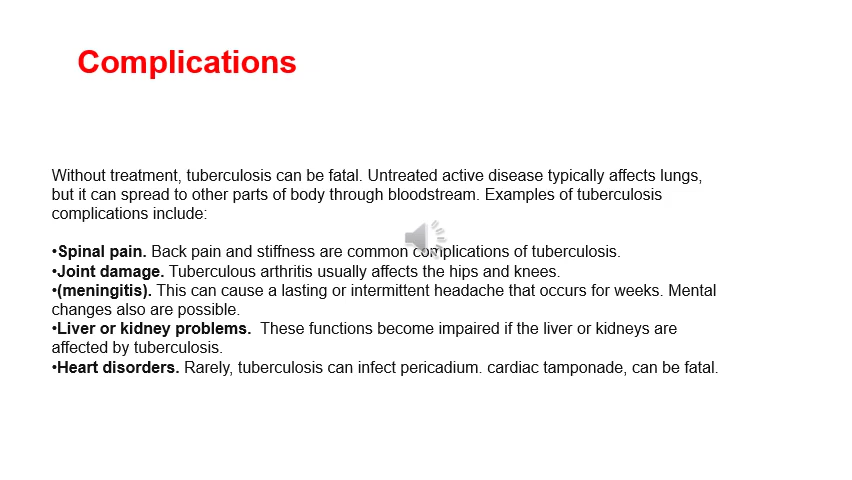 Complications
Without treatment, tuberculosis can be fatal. Untreated active disease typically affects lungs,
but it can spread to other parts of body through bloodstream. Examples of tuberculosis
complications include:
•Spinal pain. Back pain and stiffness are common complications of tuberculosis.
•Joint damage. Tuberculous arthritis usually affects the hips and knees.
•(meningitis). This can cause a lasting or intermittent headache that occurs for weeks. Mental
changes also are possible.
•Liver or kidney problems.  These functions become impaired if the liver or kidneys are
affected by tuberculosis.
•Heart disorders. Rarely, tuberculosis can infect pericadium. cardiac tamponade, can be fatal.